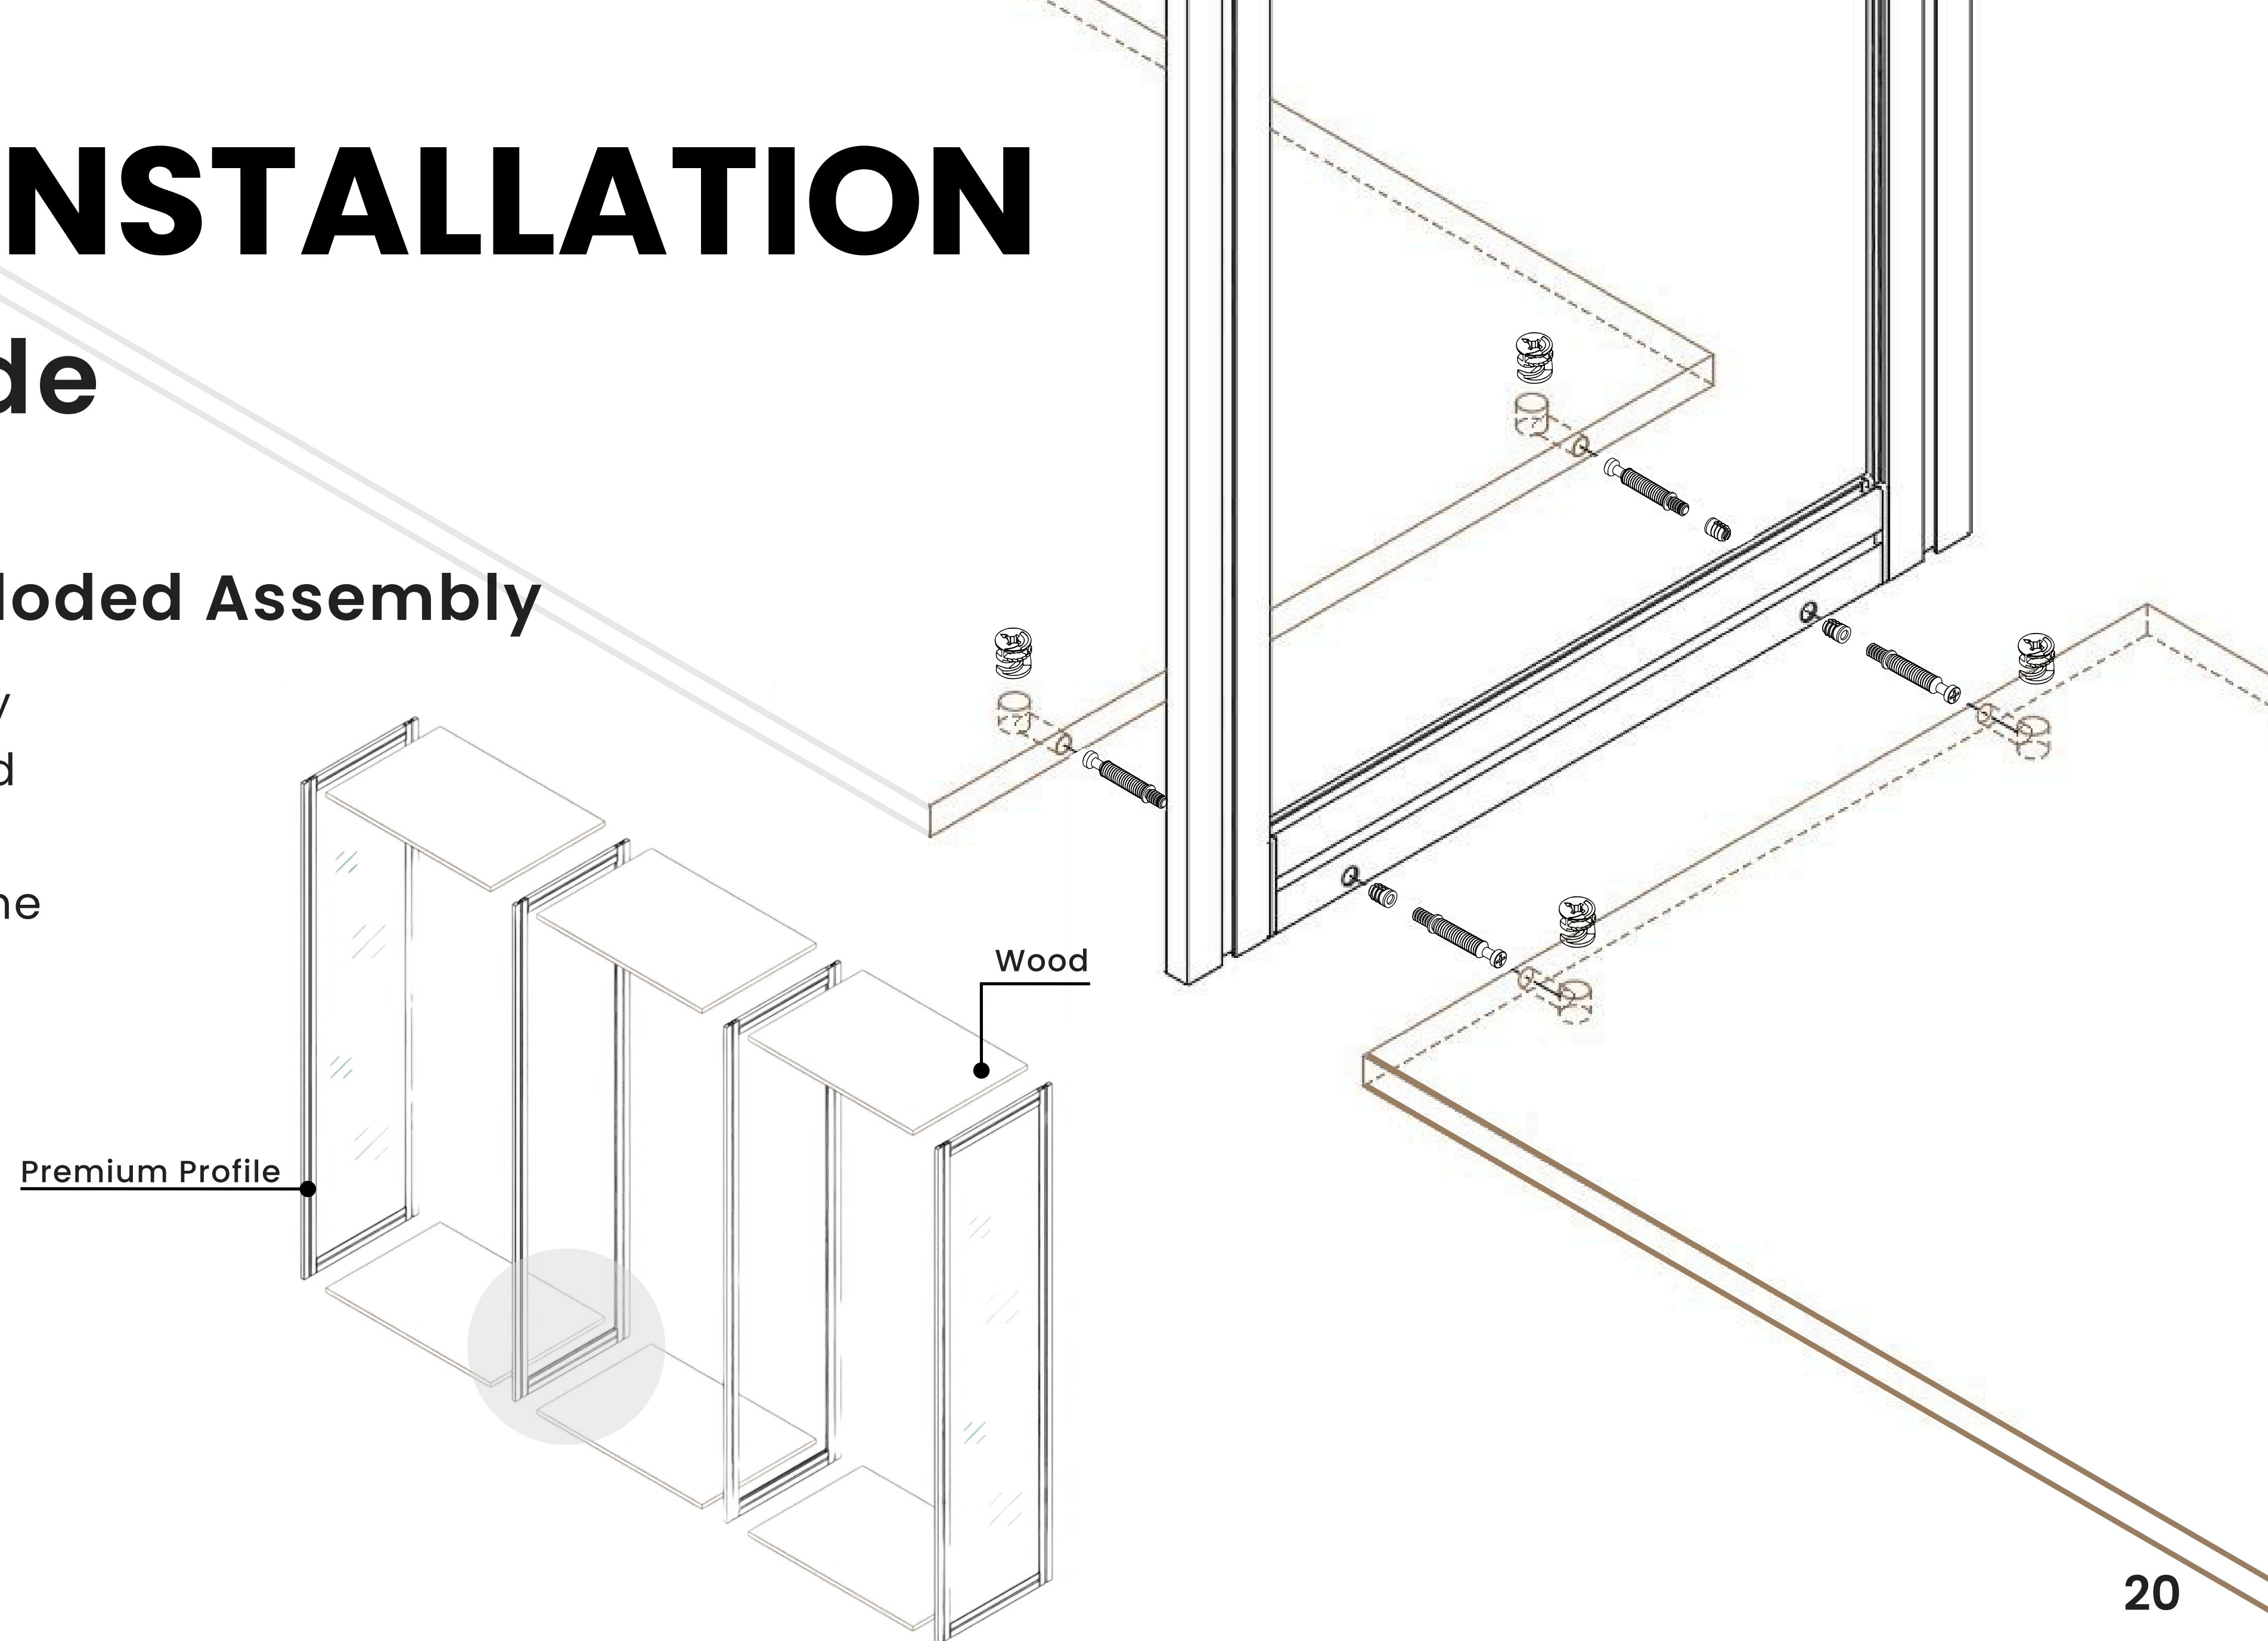 NSTALLATION
de
loded Assembly
y
d
ne
Wood
Premium Profile
20